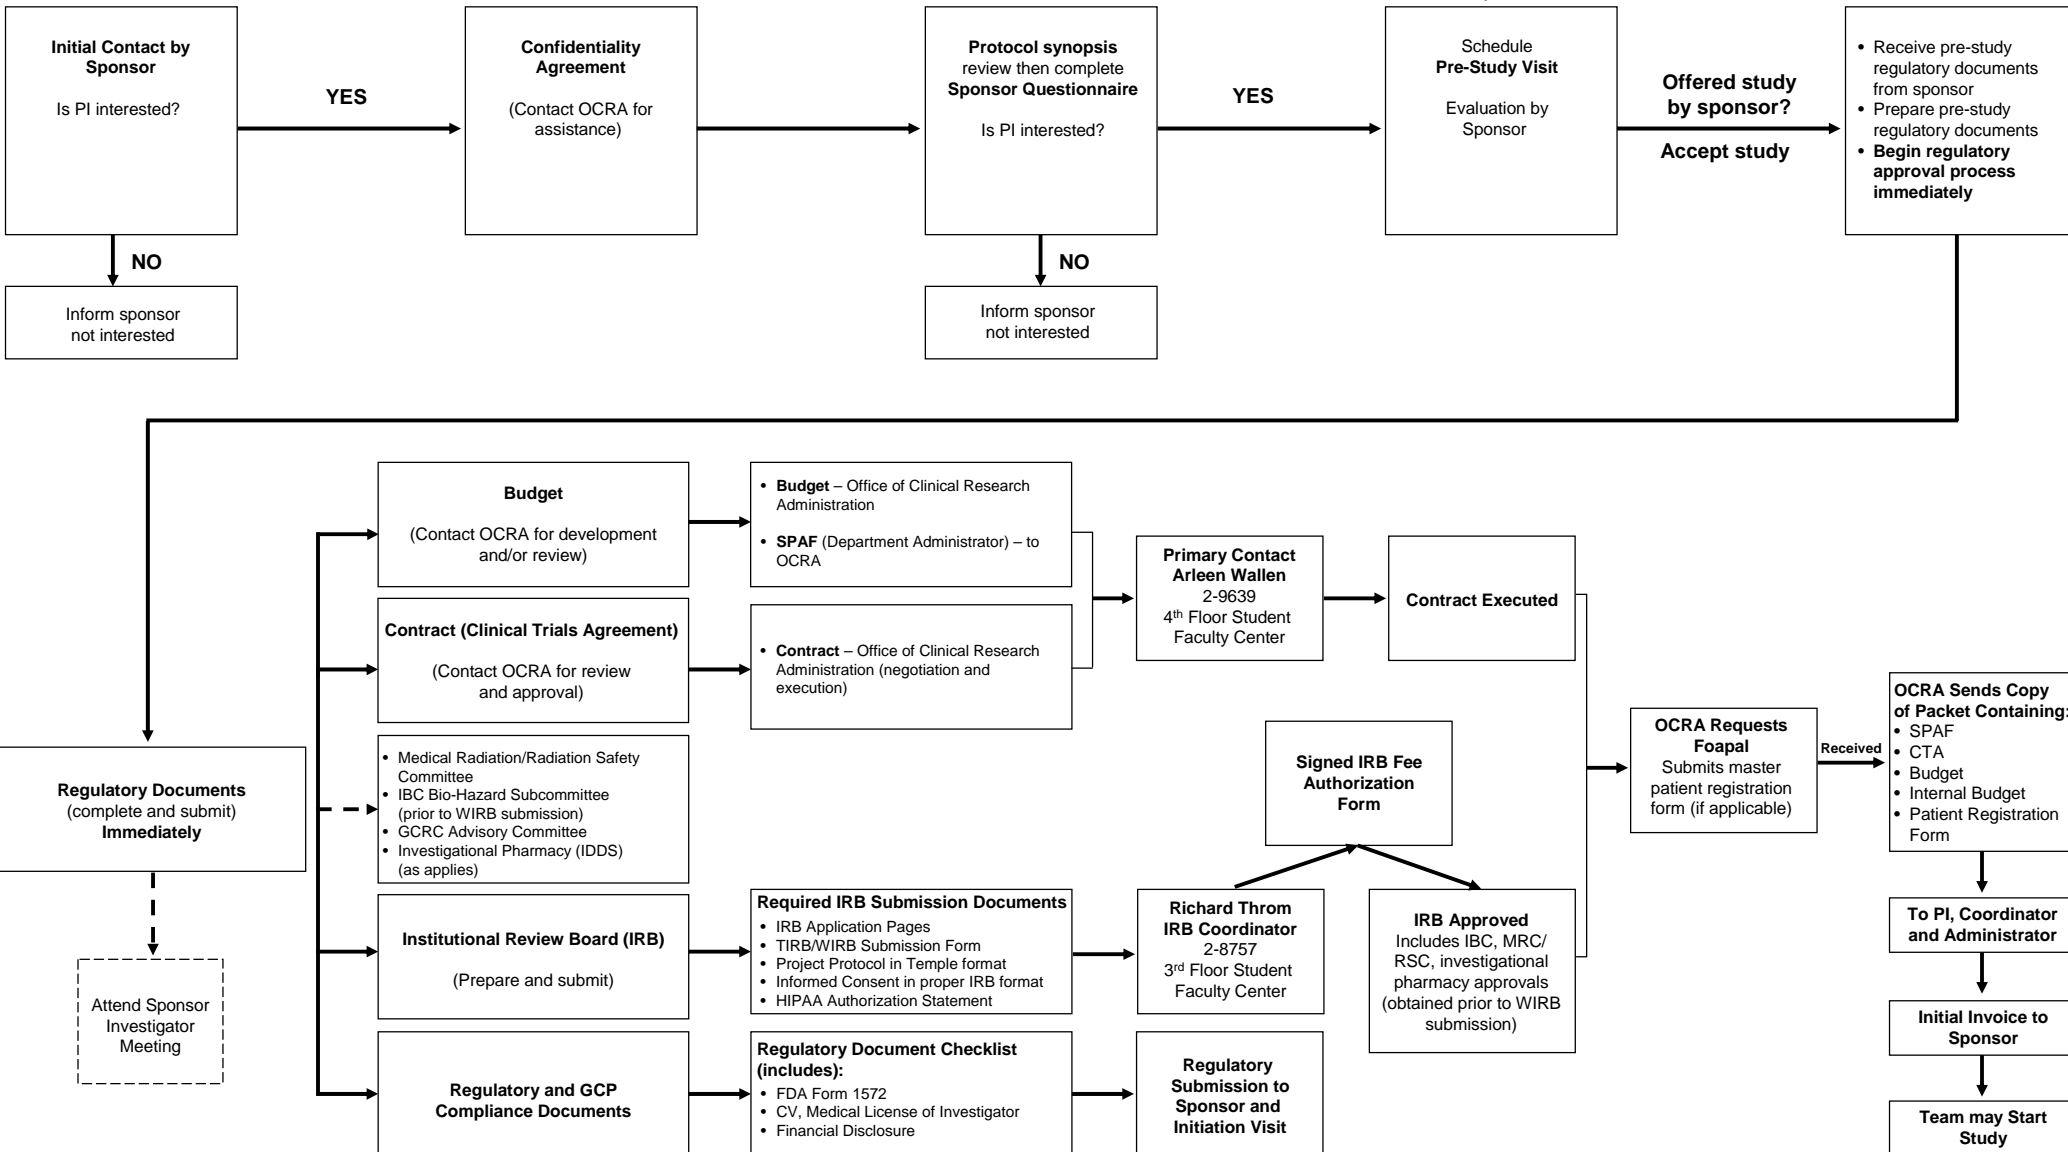 Initial Contact by
Sponsor
Is PI interested?
YES
Confidentiality
Agreement
(Contact OCRA for
assistance)
Protocol synopsis
review then complete
Sponsor Questionnaire
Is PI interested?
YES
Schedule
Pre-Study Visit
Evaluation by
Sponsor
Offered study
by sponsor?
Accept study
• Receive pre-study
regulatory documents
from sponsor
• Prepare pre-study
regulatory documents
• Begin regulatory
approval process
immediately
NO
Inform sponsor
not interested
NO
Inform sponsor
not interested
Regulatory Documents
(complete and submit)
Immediately
Attend Sponsor
Investigator
Meeting
Budget
(Contact OCRA for development
and/or review)
• Budget – Office of Clinical Research
Administration
• SPAF (Department Administrator) – to
OCRA
Contract (Clinical Trials Agreement)
(Contact OCRA for review
and approval)
• Contract – Office of Clinical Research
Administration (negotiation and
execution)
Primary Contact
Arleen Wallen
2-9639
4th Floor Student
Faculty Center
Contract Executed
• Medical Radiation/Radiation Safety
Committee
• IBC Bio-Hazard Subcommittee
(prior to WIRB submission)
• GCRC Advisory Committee
• Investigational Pharmacy (IDDS)
(as applies)
Institutional Review Board (IRB)
(Prepare and submit)
Required IRB Submission Documents
• IRB Application Pages
• TIRB/WIRB Submission Form
• Project Protocol in Temple format
• Informed Consent in proper IRB format
• HIPAA Authorization Statement
Richard Throm
IRB Coordinator
2-8757
3rd Floor Student
Faculty Center
Signed IRB Fee
Authorization
Form
IRB Approved
Includes IBC, MRC/
RSC, investigational
pharmacy approvals
(obtained prior to WIRB
submission)
Regulatory and GCP
Compliance Documents
Regulatory Document Checklist
(includes):
• FDA Form 1572
• CV, Medical License of Investigator
• Financial Disclosure
Regulatory
Submission to
Sponsor and
Initiation Visit
OCRA Requests
Foapal
Submits master
patient registration
form (if applicable)
Received
OCRA Sends Copy
of Packet Containing:
• SPAF
• CTA
• Budget
• Internal Budget
• Patient Registration
Form
To PI, Coordinator
and Administrator
Initial Invoice to
Sponsor
Team may Start
Study